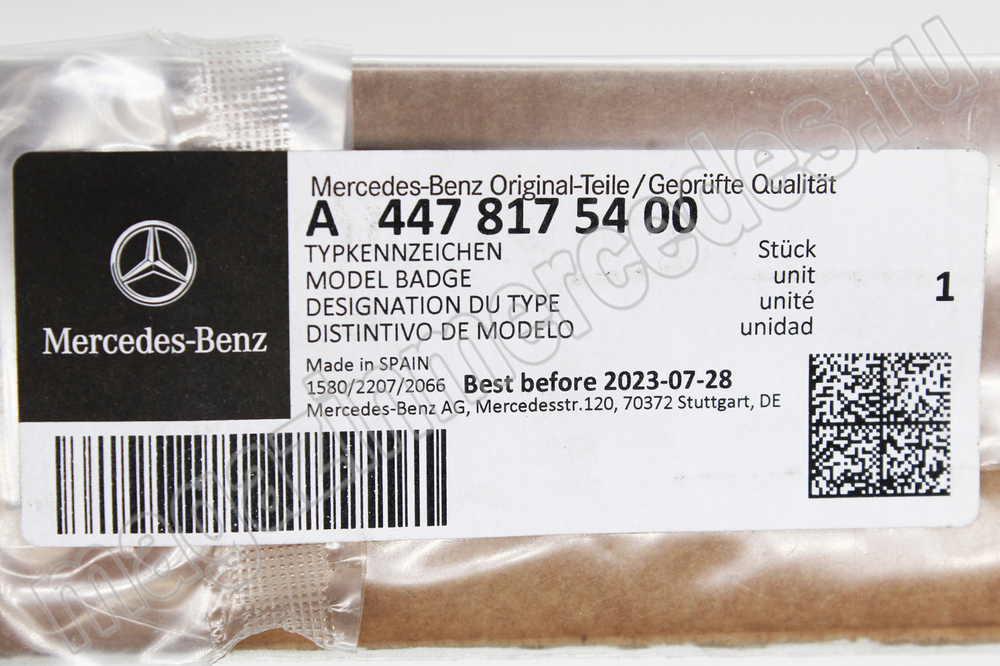 Mercedes-Benz Original-Teile/Geprüfte Qualität
A 447 817 54 00
TYPKENNZEICHEN Stück
MODEL BADGE unit
DESIGNATION DU TYPE unité
DISTINTIVO DE MODELO unidad
1
Mercedes-Benz
Made in SPAIN
1580/2207/2066 Best before 2023-07-28
Mercedes-Benz AG, Mercedesstr.120, 70372 Stuttgart, DE
magazinmercedes.ru